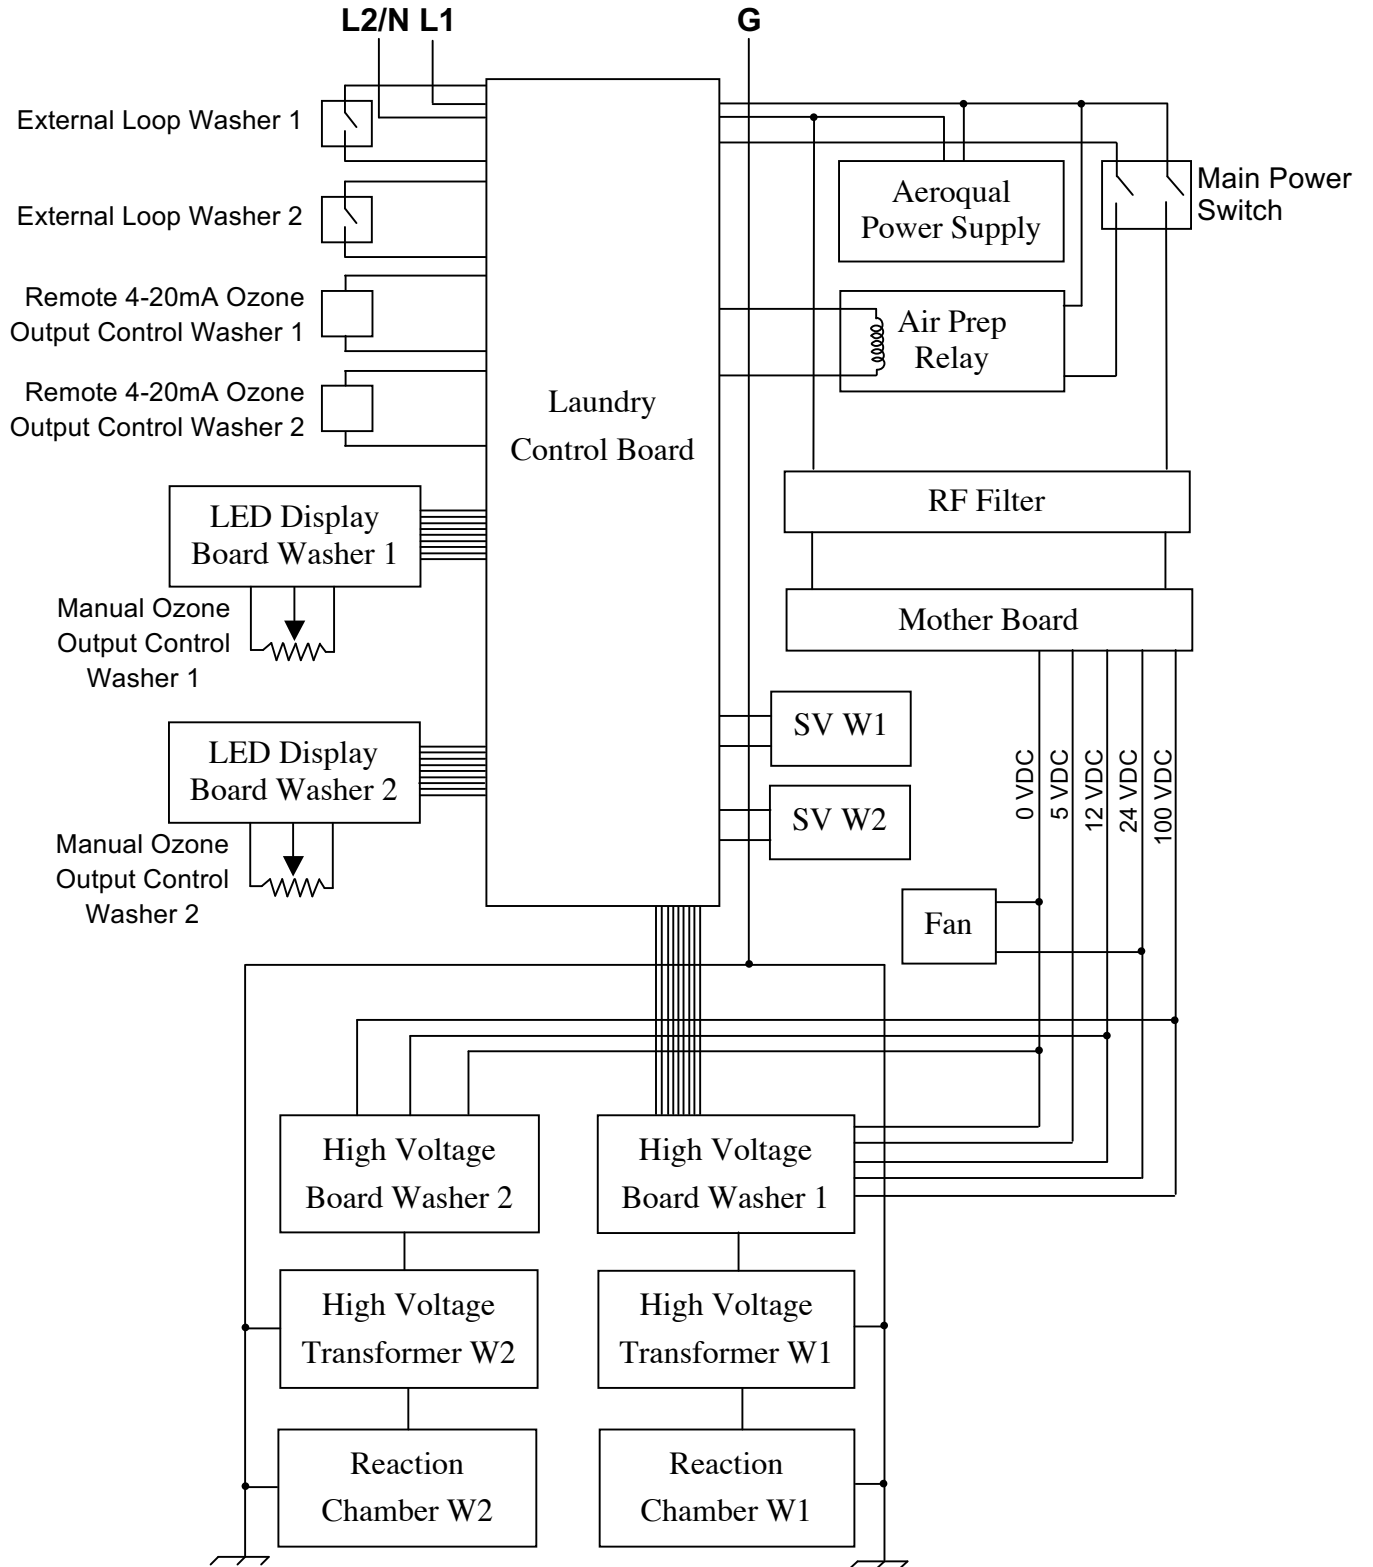 L2/N L1
G
External Loop Washer 1
External Loop Washer 2
Remote 4-20mA Ozone
Output Control Washer 1
Remote 4-20mA Ozone
Output Control Washer 2
Laundry
Control Board
Aeroqual
Power Supply
Main Power
Switch
Air Prep
Relay
RF Filter
Mother Board
LED Display
Board Washer 1
Manual Ozone
Output Control
Washer 1
LED Display
Board Washer 2
Manual Ozone
Output Control
Washer 2
SV W1
SV W2
0 VDC
5 VDC
12 VDC
24 VDC
100 VDC
Fan
High Voltage
Board Washer 2
High Voltage
Board Washer 1
High Voltage
Transformer W2
High Voltage
Transformer W1
Reaction
Chamber W2
Reaction
Chamber W1